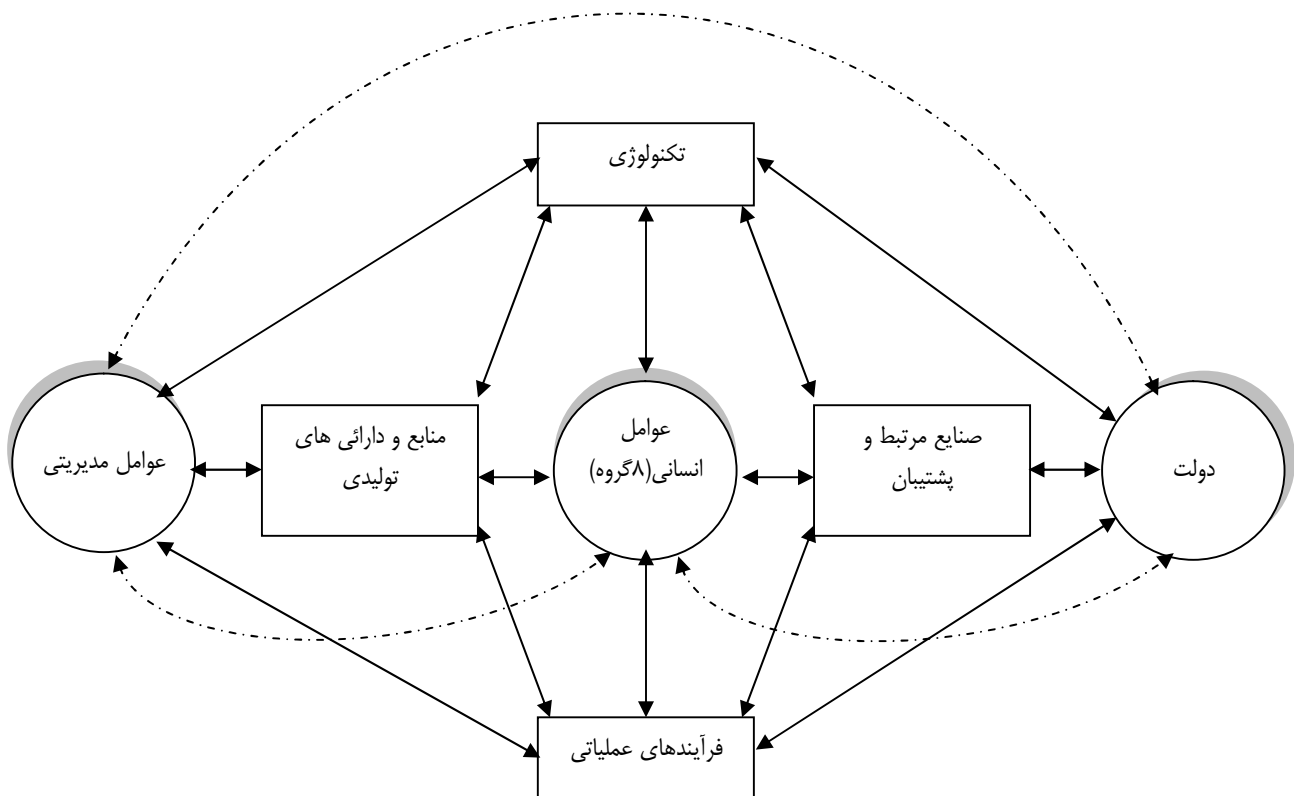 تکنولوژی
دولت
صنایع مرتبط و
پشتیبان
عوامل
انسانی(۸گروه)
منابع و دارائی های
تولیدی
عوامل مدیریتی
فرآیندهای عملیاتی